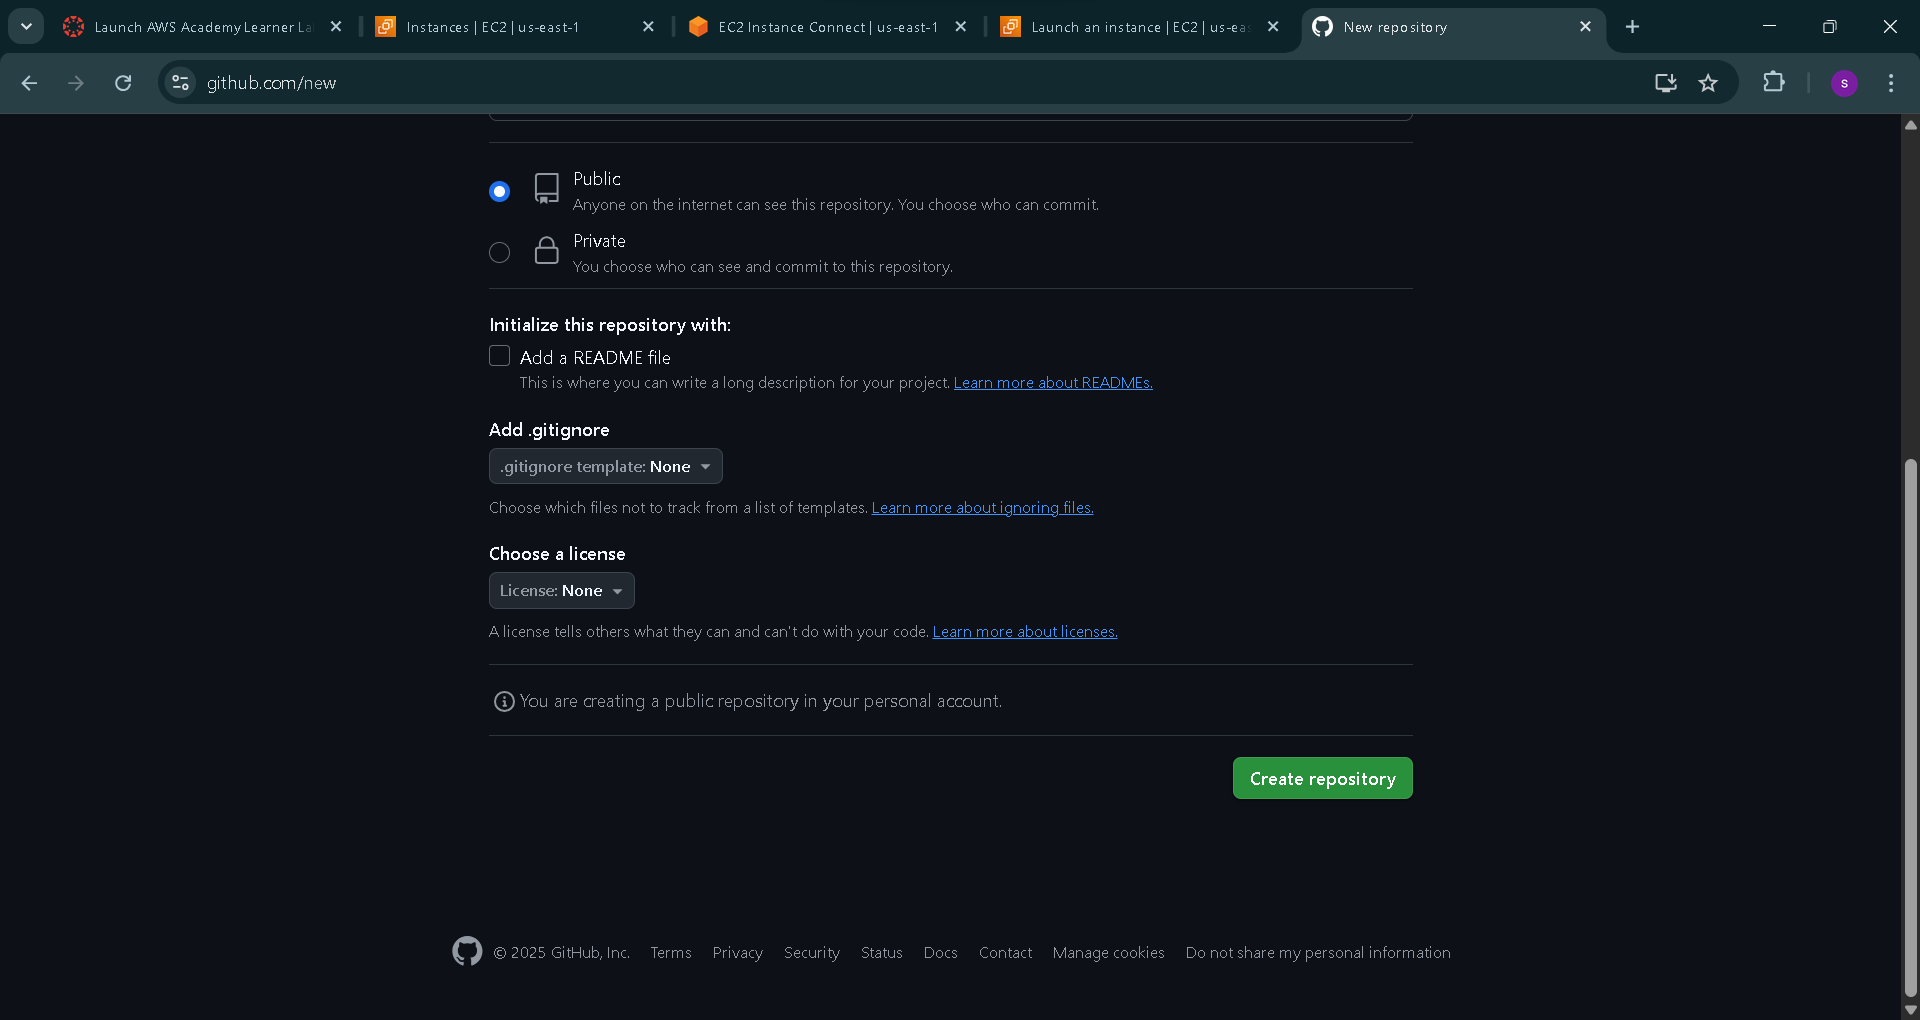 Launch AWS Academy Learner La
Instances | EC2 | us-east-1
EC2 Instance Connect | us-east-1
Launch an instance | EC2 | us-eas
New repository
github.com/new
S
Public
Anyone on the internet can see this repository. You choose who can commit.
Private
You choose who can see and commit to this repository.
Initialize this repository with:
Add a README file
This is where you can write a long description for your project. Learn more about READMEs.
Add .gitignore
.gitignore template: None
Choose which files not to track from a list of templates. Learn more about ignoring files.
Choose a license
License: None
A license tells others what they can and can't do with your code. Learn more about licenses.
You are creating a public repository in your personal account.
Create repository
© 2025 GitHub, Inc. Terms Privacy Security Status Docs Contact Manage cookies Do not share my personal information